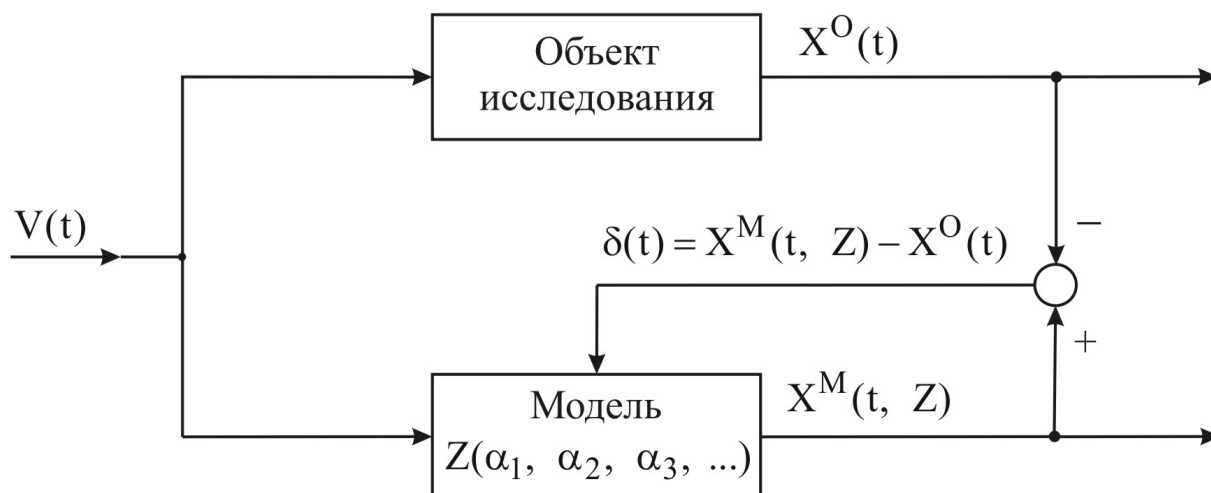 Объект
исследования
X^O(t)
V(t)
−
δ(t) = X^M(t, Z) − X^O(t)
+
Модель
Z(α₁, α₂, α₃, ...)
X^M(t, Z)